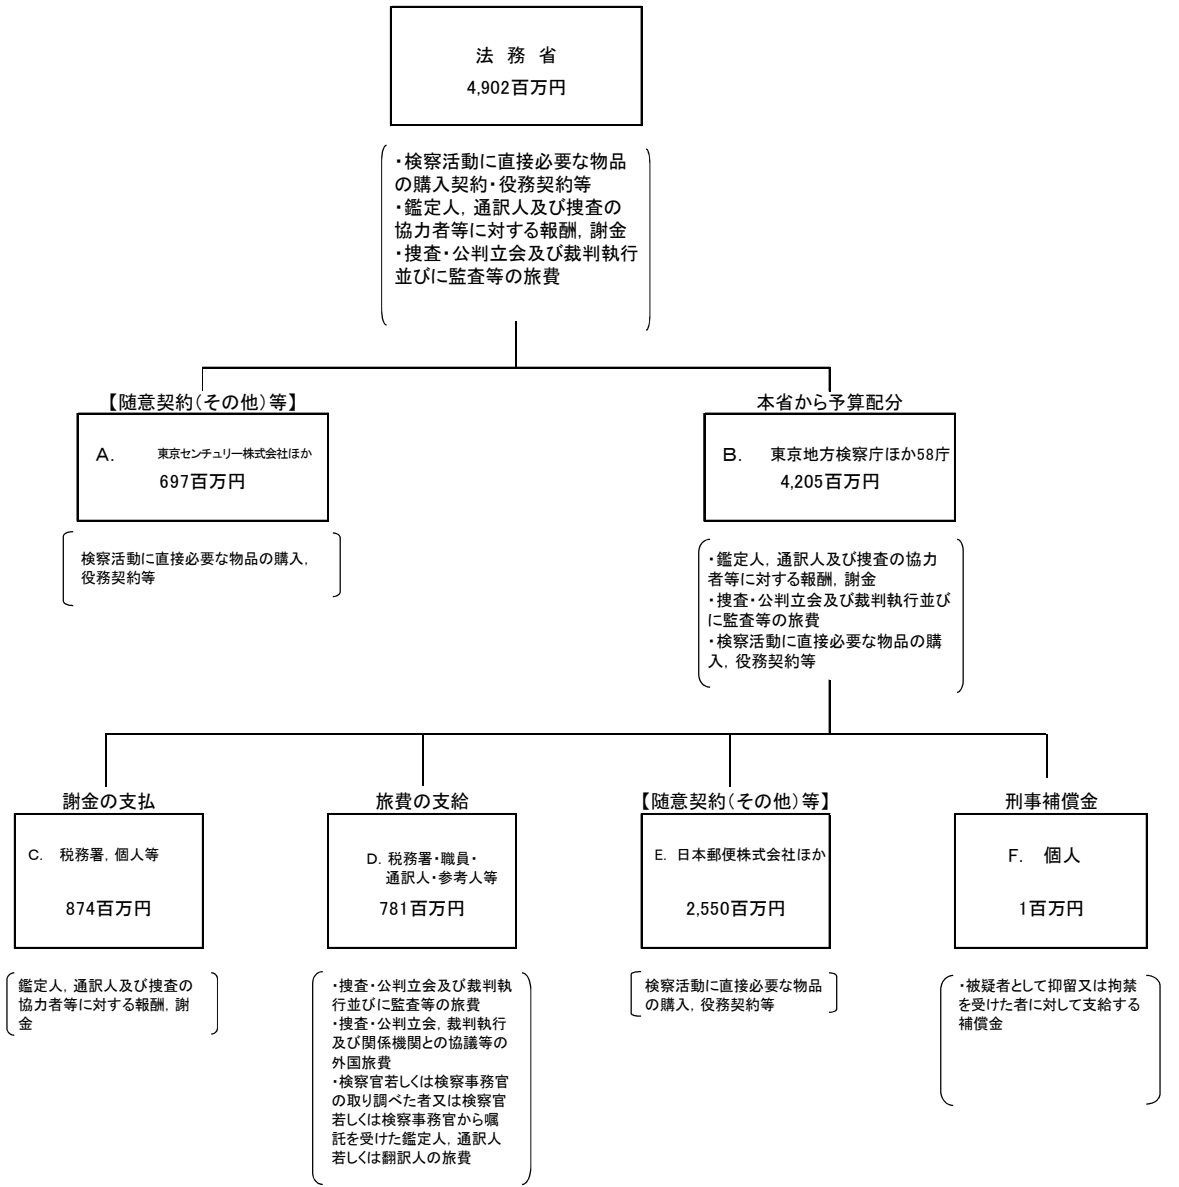 法 務 省
4,902百万円
・検察活動に直接必要な物品
の購入契約・役務契約等
・鑑定人, 通訳人及び捜査の
協力者等に対する報酬, 謝金
・捜査・公判立会及び裁判執行
並びに監査等の旅費
【随意契約(その他)等】
A. 東京センチュリー株式会社ほか
697百万円
検察活動に直接必要な物品の購入,
役務契約等
本省から予算配分
B. 東京地方検察庁ほか58庁
4,205百万円
・鑑定人, 通訳人及び捜査の協力
者等に対する報酬, 謝金
・捜査・公判立会及び裁判執行並び
に監査等の旅費
・検察活動に直接必要な物品の購
入, 役務契約等
謝金の支払
C. 税務署, 個人等
874百万円
鑑定人, 通訳人及び捜査の
協力者等に対する報酬, 謝
金
旅費の支給
D. 税務署・職員・
通訳人・参考人等
781百万円
・捜査・公判立会及び裁判執
行並びに監査等の旅費
・捜査・公判立会, 裁判執行
及び関係機関との協議等の
外国旅費
・検察官若しくは検察事務官
の取り調べた者又は検察官
若しくは検察事務官から嘱
託を受けた鑑定人, 通訳人
若しくは翻訳人の旅費
【随意契約(その他)等】
E. 日本郵便株式会社ほか
2,550百万円
検察活動に直接必要な物品
の購入, 役務契約等
刑事補償金
F. 個人
1百万円
・被疑者として抑留又は拘禁
を受けた者に対して支給する
補償金